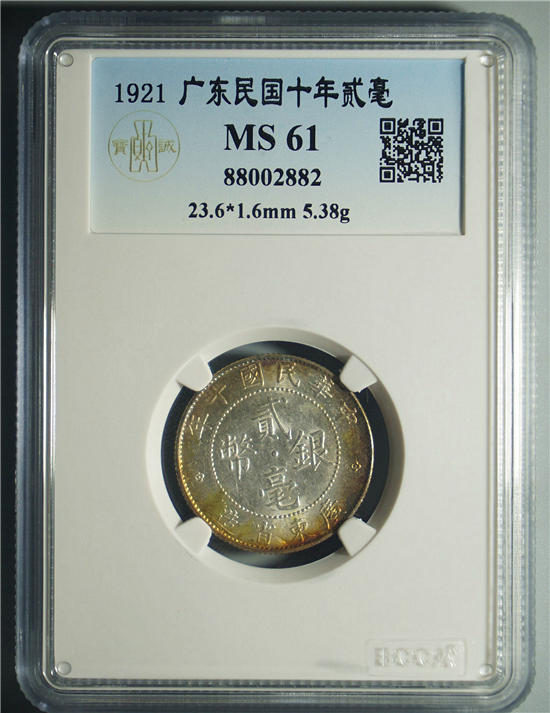 1921 广东民国十年贰毫
寶 誠
MS 61
88002882
23.6*1.6mm 5.38g
年十國民華中
貳
幣 銀
毫
造省東廣